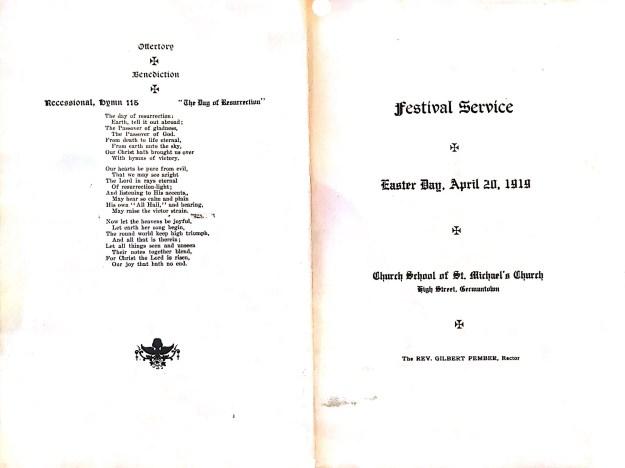 Offertory
Benediction
Recessional, Hymn 115 "The Day of Resurrection"
The day of resurrection:
Earth, tell it out abroad;
The Passover of gladness,
The Passover of God.
From death to life eternal,
From earth unto the sky,
Our Christ hath brought us over
With hymns of victory.
Our hearts be pure from evil,
That we may see aright
The Lord in rays eternal
Of resurrection-light;
And listening to His accents,
May hear so calm and plain
His own "All Hail," and hearing,
May raise the victor strain.
Now let the heavens be joyful,
Let earth her song begin,
The round world keep high triumph,
And all that is therein;
Let all things seen and unseen
Their notes together blend,
For Christ the Lord is risen,
Our joy that hath no end.
Festival Service
Easter Day, April 20, 1919
Church School of St. Michael's Church
High Street, Germantown
The REV. GILBERT PEMBER, Rector